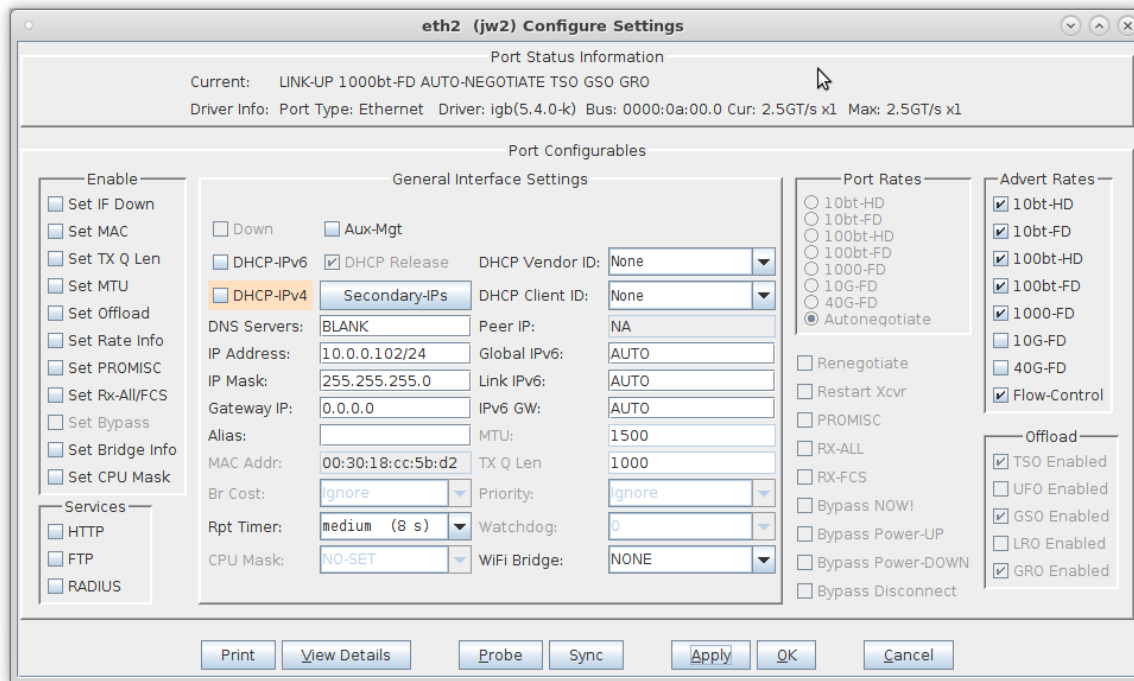 eth2 (jw2) Configure Settings
Port Status Information
Current: LINK-UP 1000bt-FD AUTO-NEGOTIATE TSO GSO GRO
Driver Info: Port Type: Ethernet Driver: igb(5.4.0-k) Bus: 0000:0a:00.0 Cur: 2.5GT/s x1 Max: 2.5GT/s x1
Port Configurables
Enable
Set IF Down
Set MAC
Set TX Q Len
Set MTU
Set Offload
Set Rate Info
Set PROMISC
Set Rx-All/FCS
Set Bypass
Set Bridge Info
Set CPU Mask
Services
HTTP
FTP
RADIUS
General Interface Settings
Down Aux-Mgt
DHCP-IPv6 DHCP Release DHCP Vendor ID: None
DHCP-IPv4 Secondary-IPs DHCP Client ID: None
DNS Servers: BLANK Peer IP: NA
IP Address: 10.0.0.102/24 Global IPv6: AUTO
IP Mask: 255.255.255.0 Link IPv6: AUTO
Gateway IP: 0.0.0.0 IPv6 GW: AUTO
Alias: MTU: 1500
MAC Addr: 00:30:18:cc:5b:d2 TX Q Len 1000
Br Cost: Ignore Priority: Ignore
Rpt Timer: medium (8 s) Watchdog: 0
CPU Mask: NO-SET WiFi Bridge: NONE
Port Rates
10bt-HD
10bt-FD
100bt-HD
100bt-FD
1000-FD
10G-FD
40G-FD
Autonegotiate
Renegotiate
Restart Xcvr
PROMISC
RX-ALL
RX-FCS
Bypass NOW!
Bypass Power-UP
Bypass Power-DOWN
Bypass Disconnect
Advert Rates
10bt-HD
10bt-FD
100bt-HD
100bt-FD
1000-FD
10G-FD
40G-FD
Flow-Control
Offload
TSO Enabled
UFO Enabled
GSO Enabled
LRO Enabled
GRO Enabled
Print View Details Probe Sync Apply OK Cancel